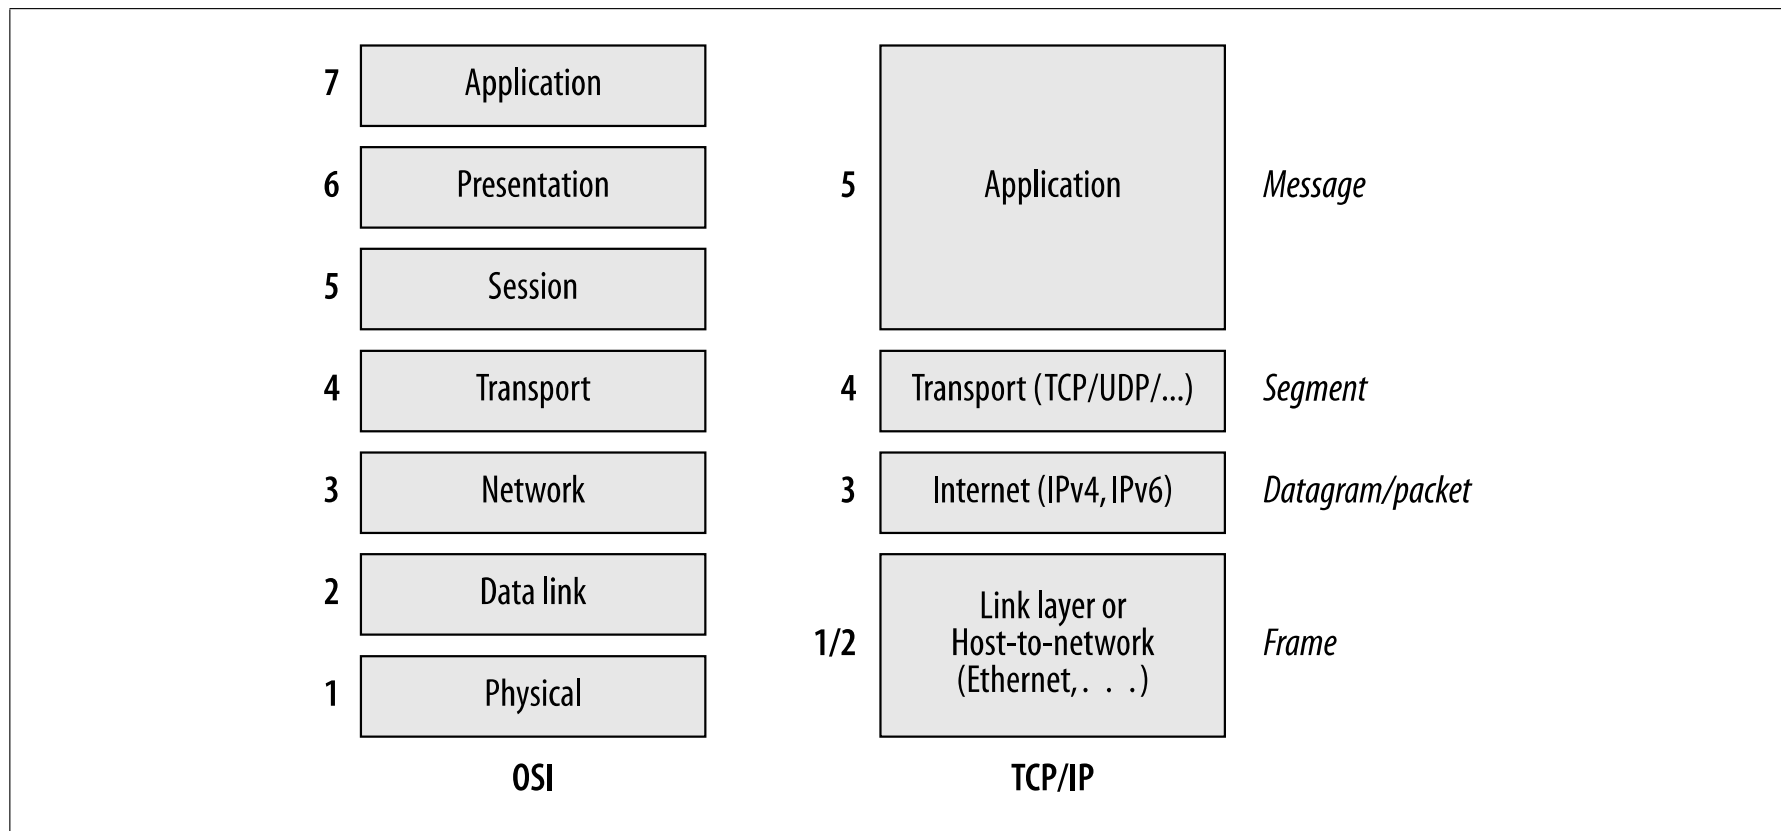 7 Application
6 Presentation
5 Session
4 Transport
3 Network
2 Data link
1 Physical
OSI
5 Application Message
4 Transport (TCP/UDP/...) Segment
3 Internet (IPv4, IPv6) Datagram/packet
1/2 Link layer or
Host-to-network
(Ethernet, . . .)
Frame
TCP/IP